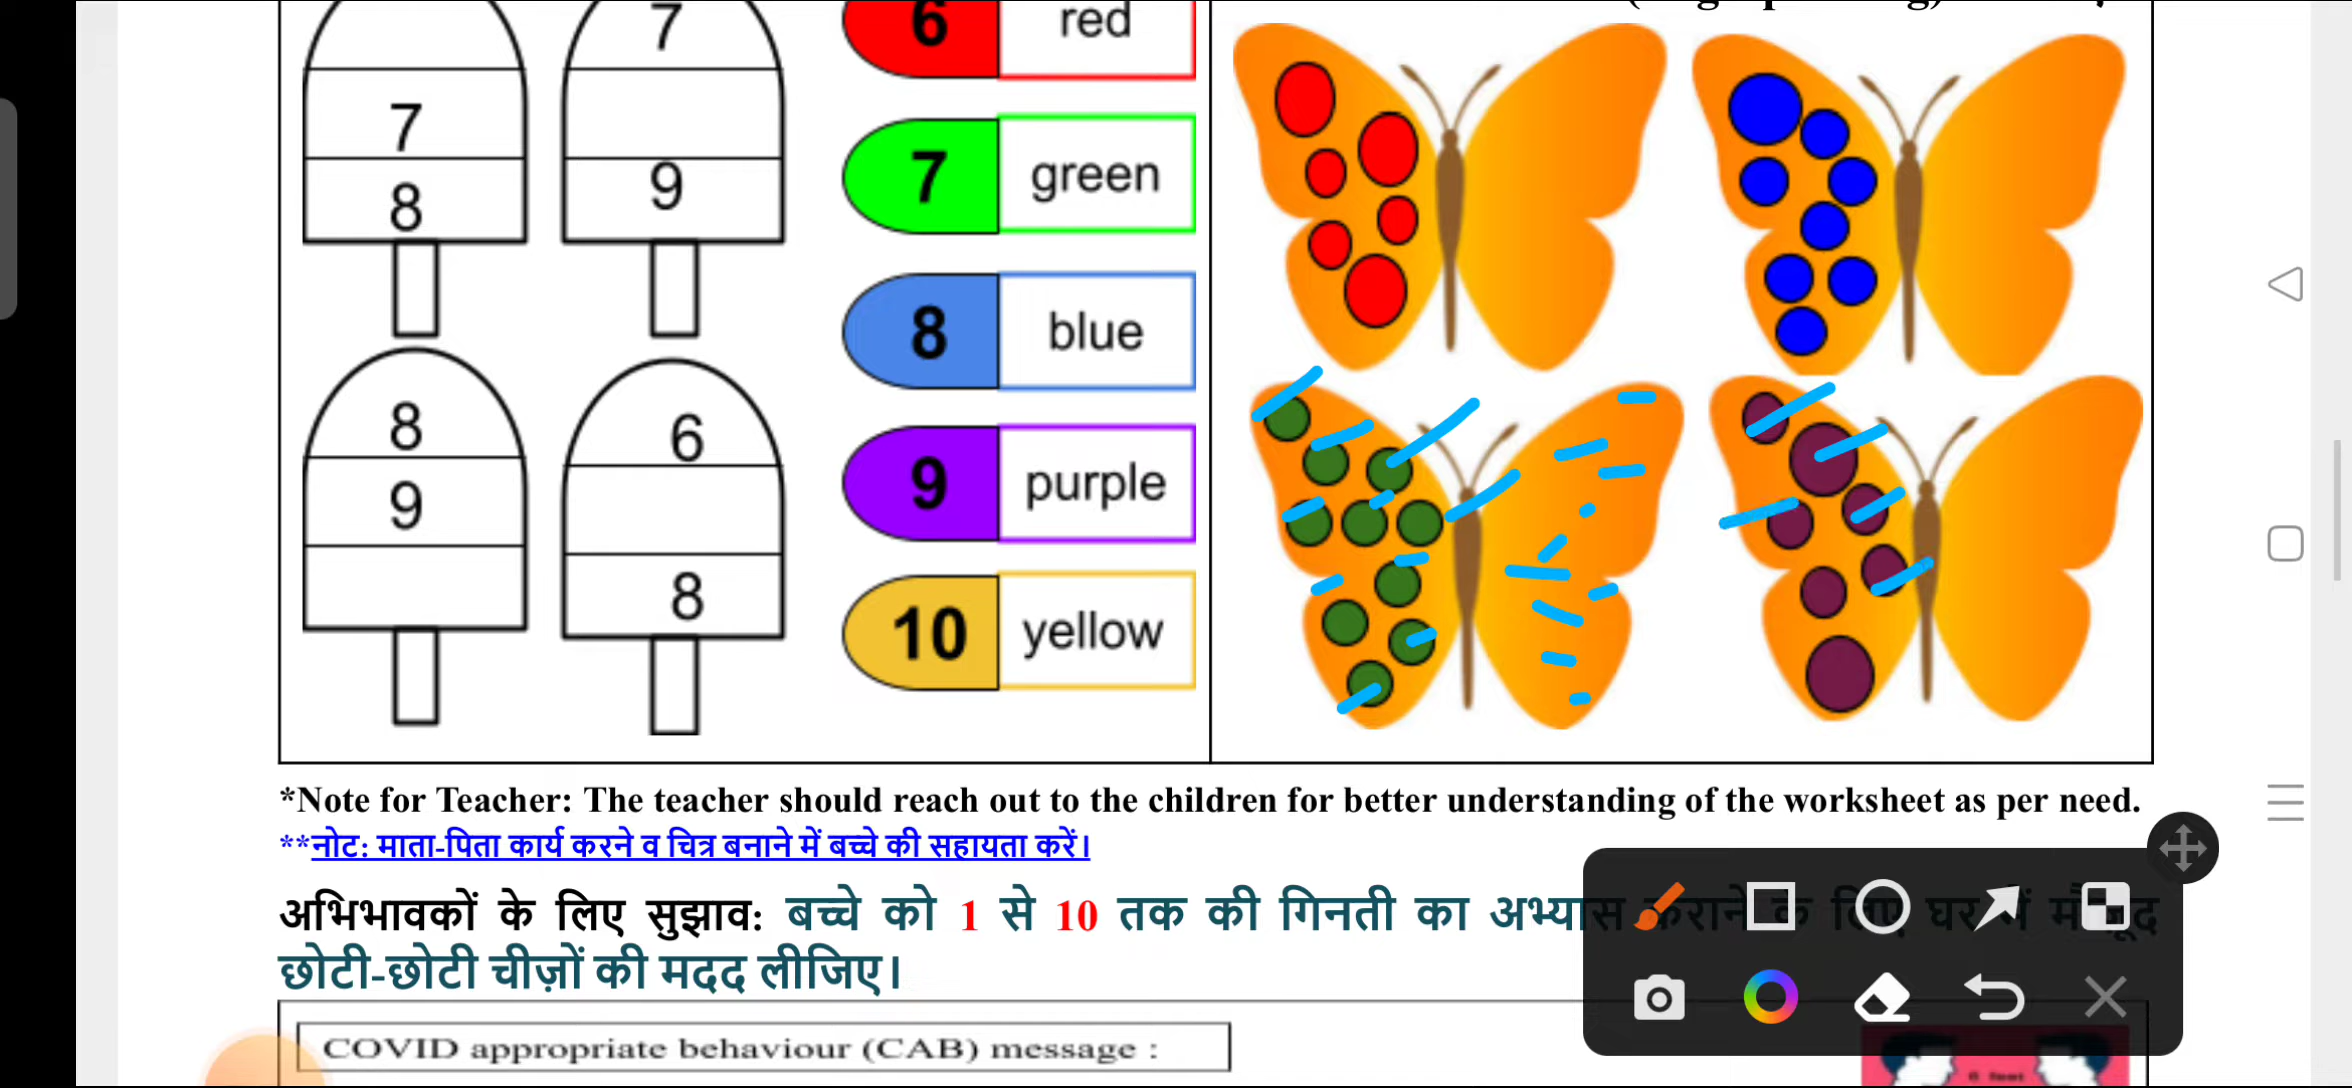 7
7
8
9
8
9
6
8
6 red
7 green
8 blue
9 purple
10 yellow
*Note for Teacher: The teacher should reach out to the children for better understanding of the worksheet as per need.
**नोट: माता-पिता कार्य करने व चित्र बनाने में बच्चे की सहायता करें।
अभिभावकों के लिए सुझाव: बच्चे को 1 से 10 तक की गिनती का अभ्यास कराने के लिए घर में मौजूद
छोटी-छोटी चीज़ों की मदद लीजिए।
COVID appropriate behaviour (CAB) message :